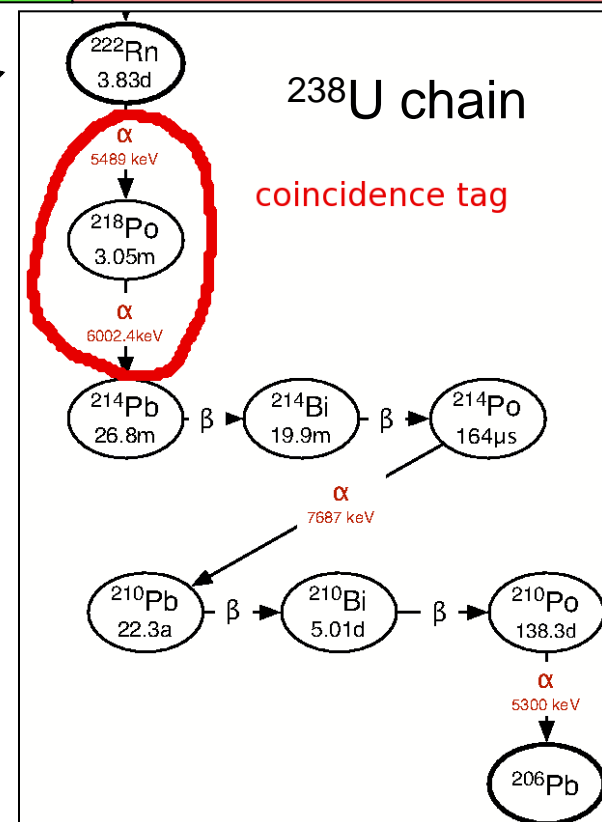 ²²²Rn
3.83d
²³⁸U chain
α
5489 keV
coincidence tag
²¹⁸Po
3.05m
α
6002.4keV
²¹⁴Pb
26.8m
β
²¹⁴Bi
19.9m
β
²¹⁴Po
164µs
α
7687 keV
²¹⁰Pb
22.3a
β
²¹⁰Bi
5.01d
β
²¹⁰Po
138.3d
α
5300 keV
²⁰⁶Pb